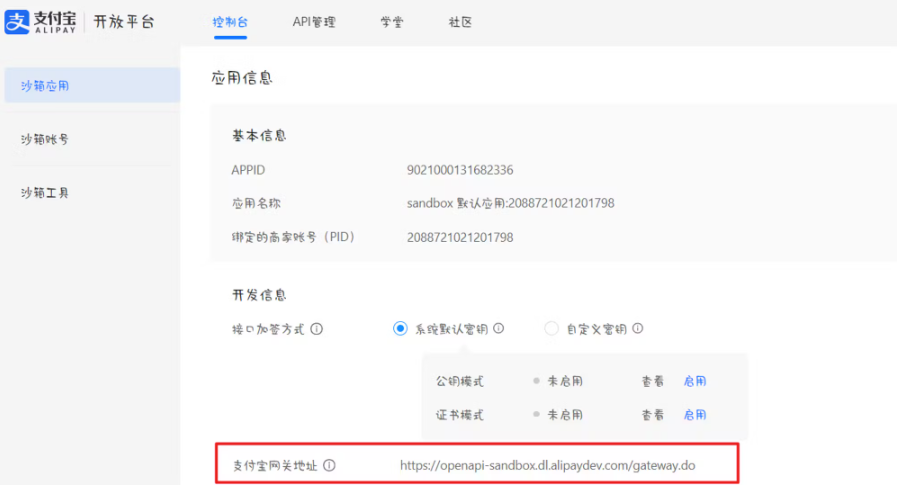 支付宝 ALIPAY 开放平台 控制台 API管理 学堂 社区
沙箱应用
沙箱账号
沙箱工具
应用信息
基本信息
APPID 9021000131682336
应用名称 sandbox 默认应用:2088721021201798
绑定的商家账号（PID） 2088721021201798
开发信息
接口加签方式 系统默认密钥 自定义密钥
公钥模式 未启用 查看 启用
证书模式 未启用 查看 启用
支付宝网关地址 https://openapi-sandbox.dl.alipaydev.com/gateway.do